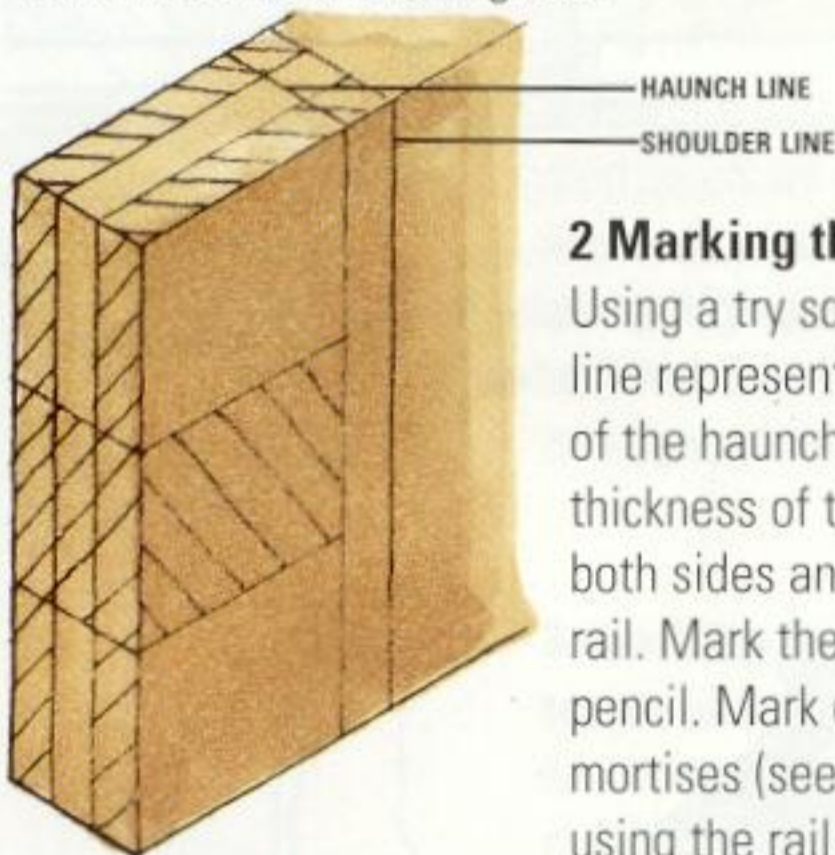 HAUNCH LINE
SHOULDER LINE
2 Marking th
Using a try sq
line represent
of the haunch
thickness of t
both sides an
rail. Mark the
pencil. Mark
mortises (see
using the rail